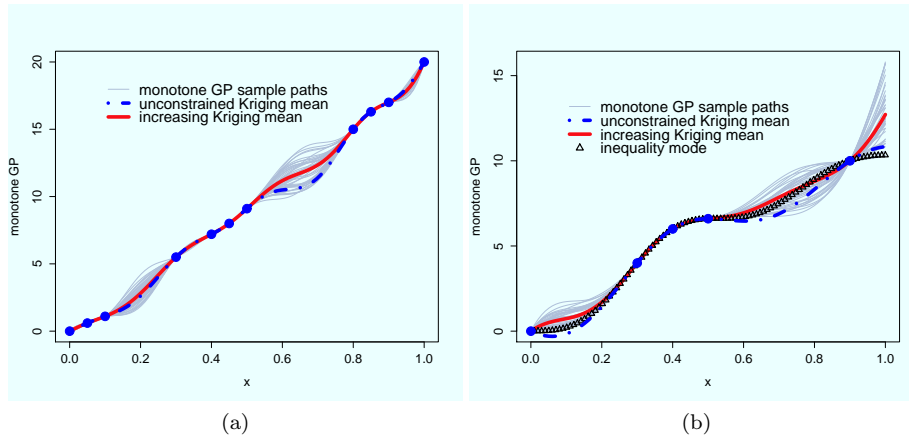 monotone GP sample paths
unconstrained Kriging mean
increasing Kriging mean
monotone GP
0
5
10
15
20
0.0 0.2 0.4 0.6 0.8 1.0
x
(a)
monotone GP sample paths
unconstrained Kriging mean
increasing Kriging mean
inequality mode
monotone GP
0
5
10
15
0.0 0.2 0.4 0.6 0.8 1.0
x
(b)